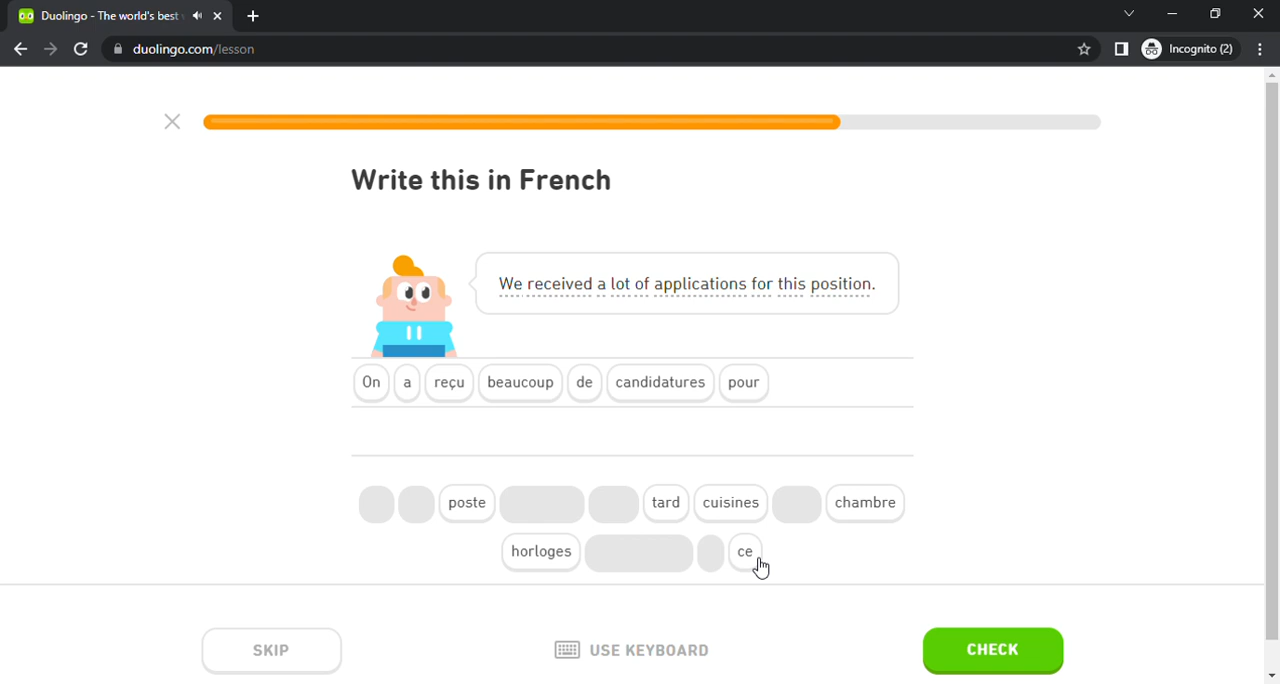 Duolingo - The world's best
duolingo.com/lesson
Incognito (2)
Write this in French
We received a lot of applications for this position.
On a reçu beaucoup de candidatures pour
poste tard cuisines chambre
horloges ce
SKIP USE KEYBOARD CHECK